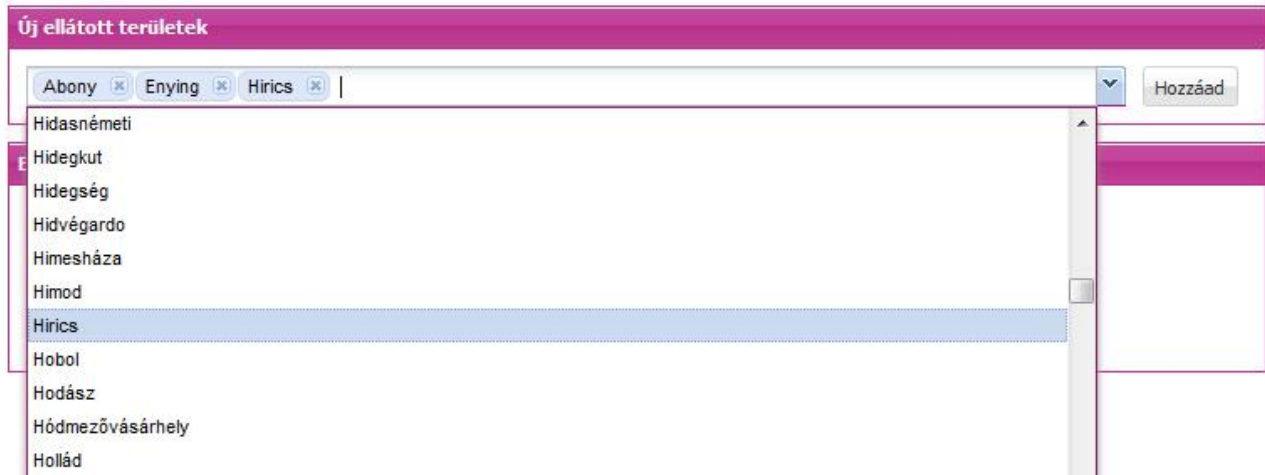 Új ellátott területek
Abony Enying Hirics Hozzáad
Hidasnémeti
Hidegkut
Hidegség
Hidvégardo
Himesháza
Himod
Hirics
Hobol
Hodász
Hódmezővásárhely
Hollád